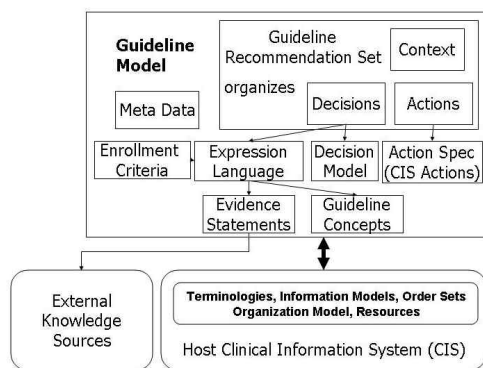 Guideline
Model
Guideline
Recommendation Set
organizes
Context
Meta Data
Decisions
Actions
Enrollment
Criteria
Expression
Language
Decision
Model
Action Spec
(CIS Actions)
Evidence
Statements
Guideline
Concepts
External
Knowledge
Sources
Terminologies, Information Models, Order Sets
Organization Model, Resources
Host Clinical Information System (CIS)